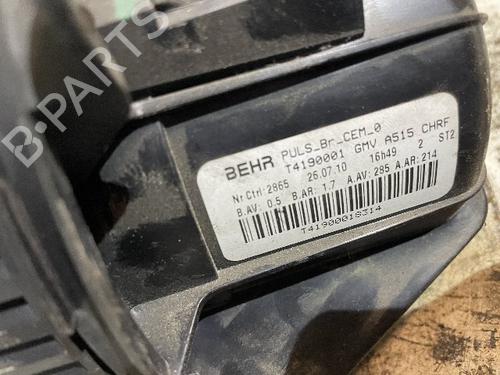 B-PARTS
BEHR PULS_Br_CEM_0
T4190001 GMV A515 CHRF
Nr Ctrl:2865 26.07.10 16h49 2 ST2
B.AV: 0.5 B.AR: 1.7 A.AV: 285 A.AR: 214
T4190001S314